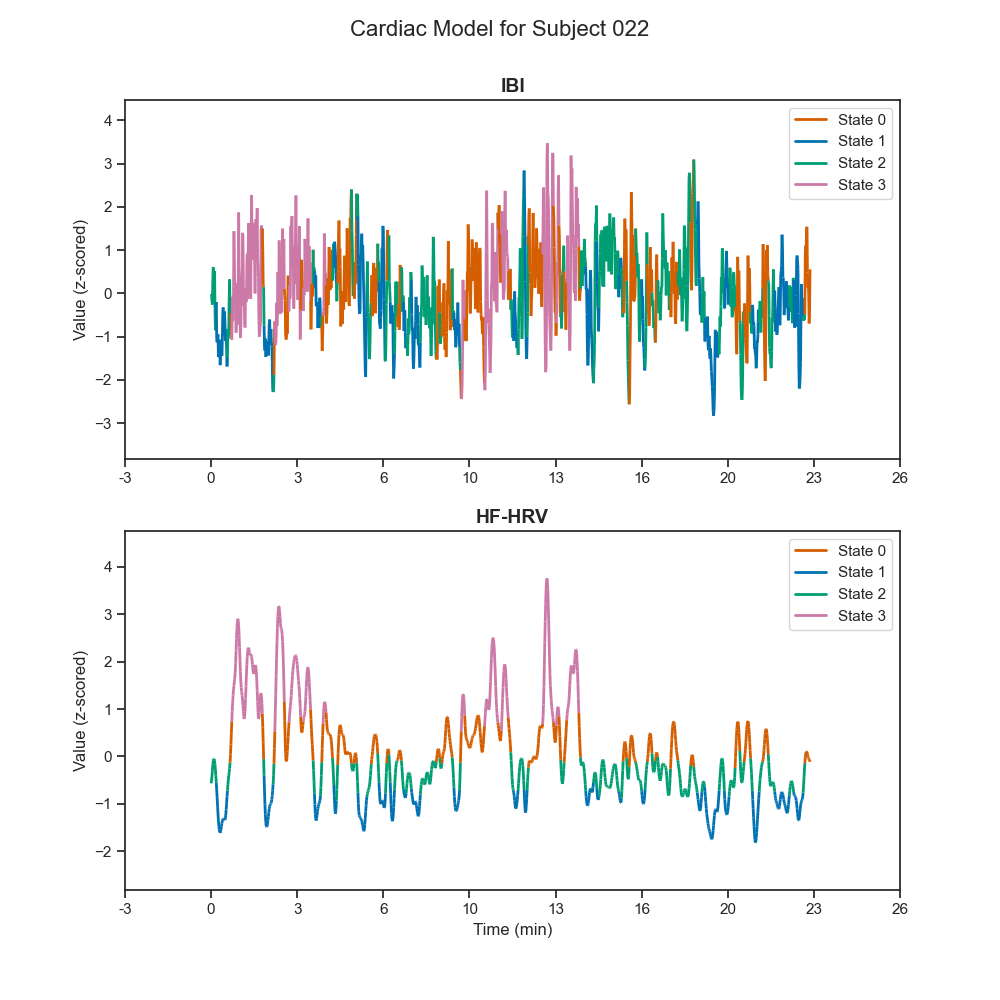 Cardiac Model for Subject 022
IBI
Value (z-scored)
4
3
2
1
0
−1
−2
−3
-3
0
3
6
10
13
16
20
23
26
State 0
State 1
State 2
State 3
HF-HRV
Value (z-scored)
4
3
2
1
0
−1
−2
-3
0
3
6
10
13
16
20
23
26
State 0
State 1
State 2
State 3
Time (min)